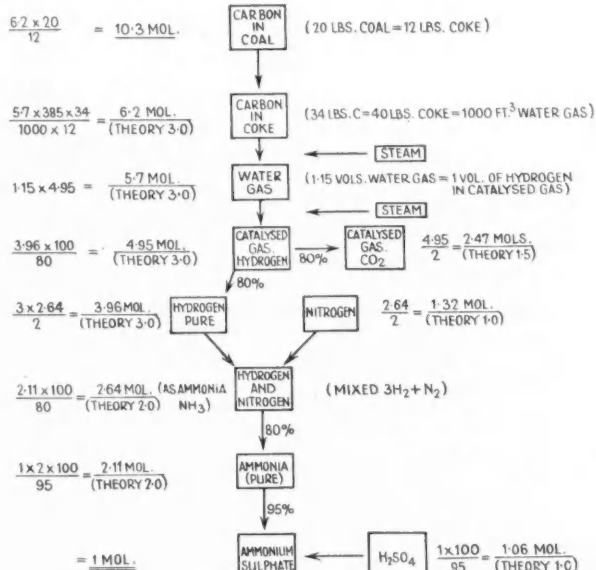 6·2 x 20 / 12 = 10·3 MOL.
CARBON IN COAL
(20 LBS. COAL = 12 LBS. COKE)
5·7 x 385 x 34 / 1000 x 12 = 6·2 MOL. (THEORY 3·0)
CARBON IN COKE
(34 LBS. C = 40 LBS. COKE = 1000 FT.³ WATER GAS)
STEAM
1·15 x 4·95 = 5·7 MOL. (THEORY 3·0)
WATER GAS
(1·15 VOLS. WATER GAS = 1 VOL. OF HYDROGEN
IN CATALYSED GAS)
STEAM
3·96 x 100 / 80 = 4·95 MOL. (THEORY 3·0)
CATALYSED GAS. HYDROGEN
80%
CATALYSED GAS. CO₂
4·95 / 2 = 2·47 MOLS. (THEORY 1·5)
80%
3 x 2·64 / 2 = 3·96 MOL. (THEORY 3·0)
HYDROGEN PURE
NITROGEN
2·64 / 2 = 1·32 MOL. (THEORY 1·0)
2·11 x 100 / 80 = 2·64 MOL. (THEORY 2·0) (AS AMMONIA NH₃)
HYDROGEN AND NITROGEN
(MIXED 3H₂ + N₂)
80%
1 x 2 x 100 / 95 = 2·11 MOL. (THEORY 2·0)
AMMONIA (PURE)
95%
= 1 MOL.
AMMONIUM SULPHATE
H₂SO₄
1 x 100 / 95 = 1·06 MOL. (THEORY 1·0)